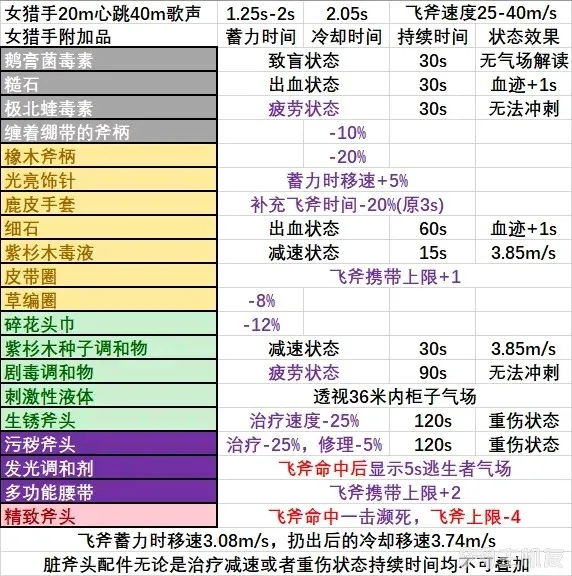 女猎手20m心跳40m歌声 1.25s-2s 2.05s 飞斧速度25-40m/s
女猎手附加品 蓄力时间 冷却时间 持续时间 状态效果
鹅膏菌毒素 致盲状态 30s 无气场解读
糙石 出血状态 30s 血迹+1s
极北蝰毒素 疲劳状态 30s 无法冲刺
缠着绷带的斧柄 -10%
橡木斧柄 -20%
光亮饰针 蓄力时移速+5%
鹿皮手套 补充飞斧时间-20%(原3s)
细石 出血状态 60s 血迹+1s
紫杉木毒液 减速状态 15s 3.85m/s
皮带圈 飞斧携带上限+1
草编圈 -8%
碎花头巾 -12%
紫杉木种子调和物 减速状态 30s 3.85m/s
剧毒调和物 疲劳状态 90s 无法冲刺
刺激性液体 透视36米内柜子气场
生锈斧头 治疗速度-25% 120s 重伤状态
污秽斧头 治疗-25%，修理-5% 120s 重伤状态
发光调和剂 飞斧命中后显示5s逃生者气场
多功能腰带 飞斧携带上限+2
精致斧头 飞斧命中一击濒死，飞斧上限-4
飞斧蓄力时移速3.08m/s，扔出后的冷却移速3.74m/s
脏斧头配件无论是治疗减速或者重伤状态持续时间均不可叠加